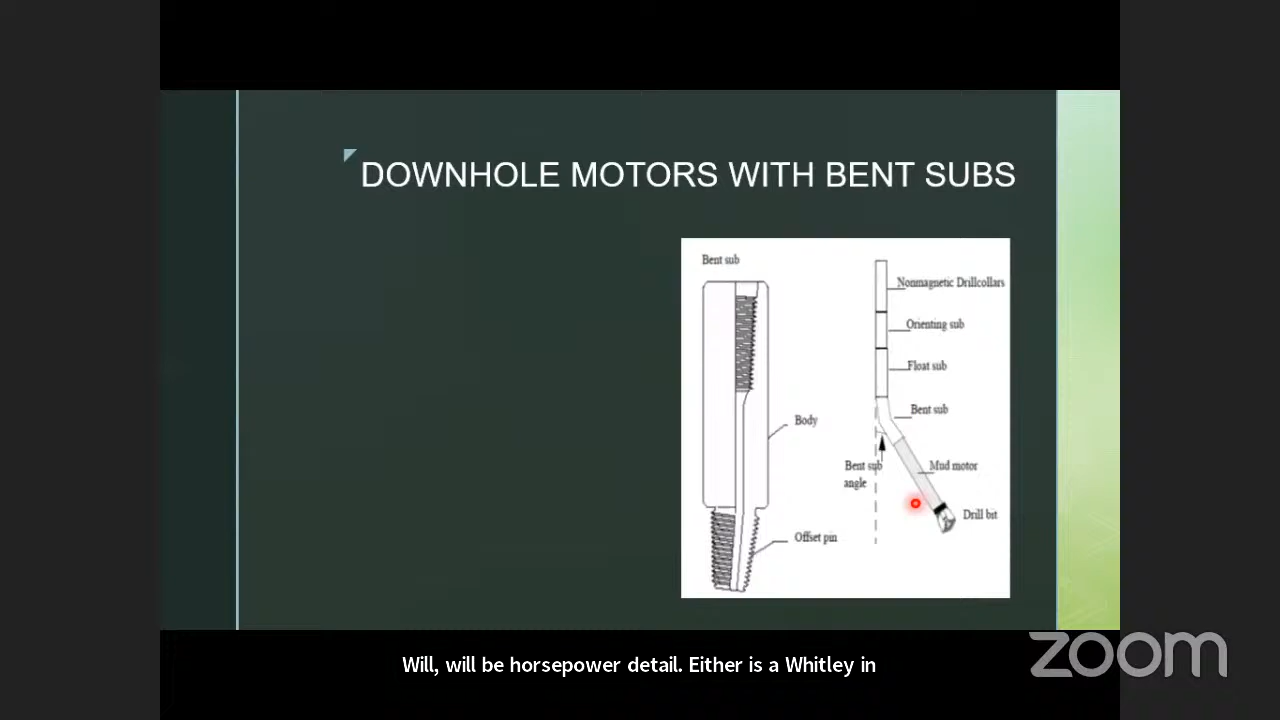 DOWNHOLE MOTORS WITH BENT SUBS
Bent sub
Body
Offset pin
Nonmagnetic Drillcollars
Orienting sub
Float sub
Bent sub
Bent sub
angle
Mud motor
Drill bit
Will, will be horsepower detail. Either is a Whitley in
zoom